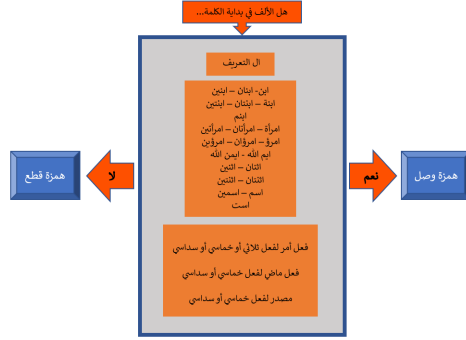 هل الألف في بداية الكلمة...
ال التعريف
ابن- ابنان – ابنين
ابنة – ابنتان – ابنتين
ابنم
امرأة – امرأتان – امرأتين
امرؤ – امرؤان – امرؤين
ايم الله - ايمن الله
اثنان – اثنين
اثنتان – اثنتين
اسم – اسمين
است
فعل أمر لفعل ثلاثي أو خماسي أو سداسي
فعل ماضٍ لفعل خماسي أو سداسي
مصدر لفعل خماسي أو سداسي
نعم
همزة وصل
لا
همزة قطع